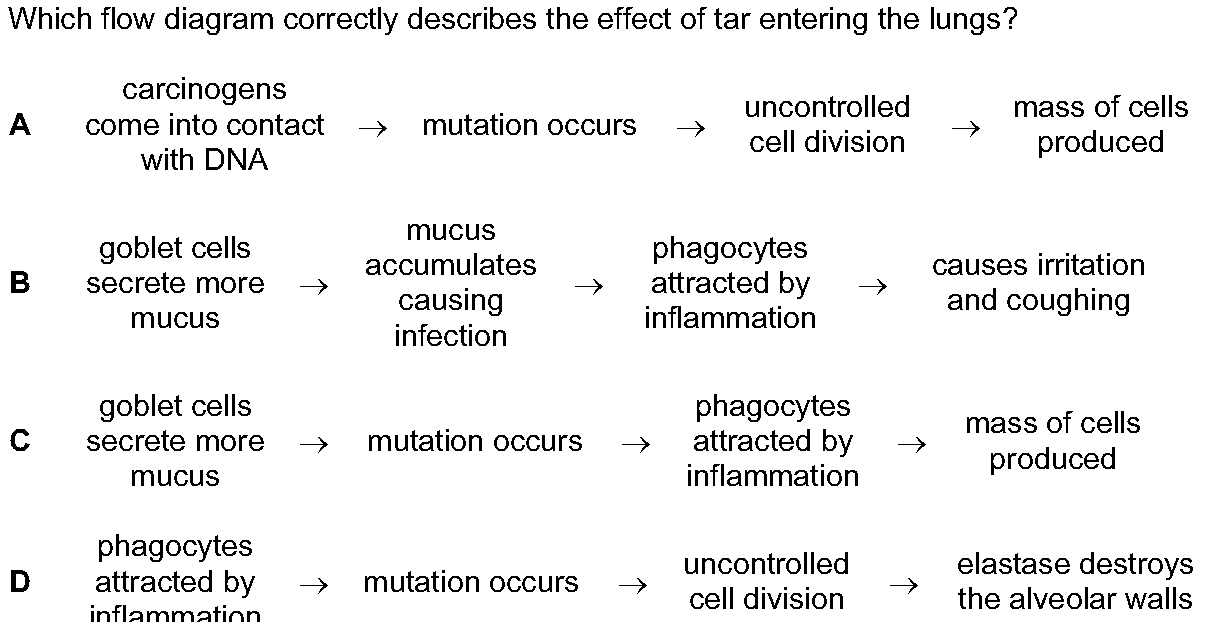 Which flow diagram correctly describes the effect of tar entering the lungs?
A carcinogens come into contact with DNA → mutation occurs → uncontrolled cell division → mass of cells produced
B goblet cells secrete more mucus → mucus accumulates causing infection → phagocytes attracted by inflammation → causes irritation and coughing
C goblet cells secrete more mucus → mutation occurs → phagocytes attracted by inflammation → mass of cells produced
D phagocytes attracted by inflammation → mutation occurs → uncontrolled cell division → elastase destroys the alveolar walls